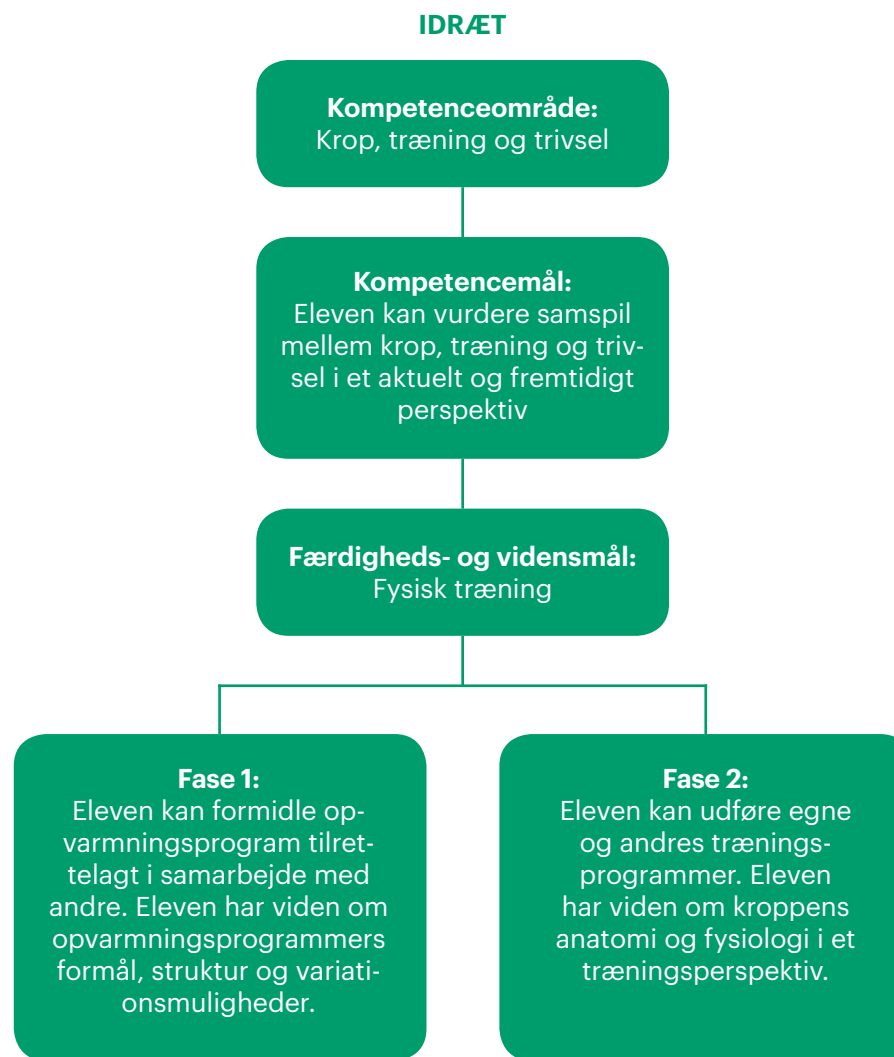 IDRÆT
Kompetenceområde:
Krop, træning og trivsel
Kompetencemål:
Eleven kan vurdere samspil
mellem krop, træning og triv-
sel i et aktuelt og fremtidigt
perspektiv
Færdigheds- og vidensmål:
Fysisk træning
Fase 1:
Eleven kan formidle op-
varmningsprogram tilret-
telagt i samarbejde med
andre. Eleven har viden om
opvarmningsprogrammers
formål, struktur og variati-
onsmuligheder.
Fase 2:
Eleven kan udføre egne
og andres trænings-
programmer. Eleven
har viden om kroppens
anatomi og fysiologi i et
træningsperspektiv.